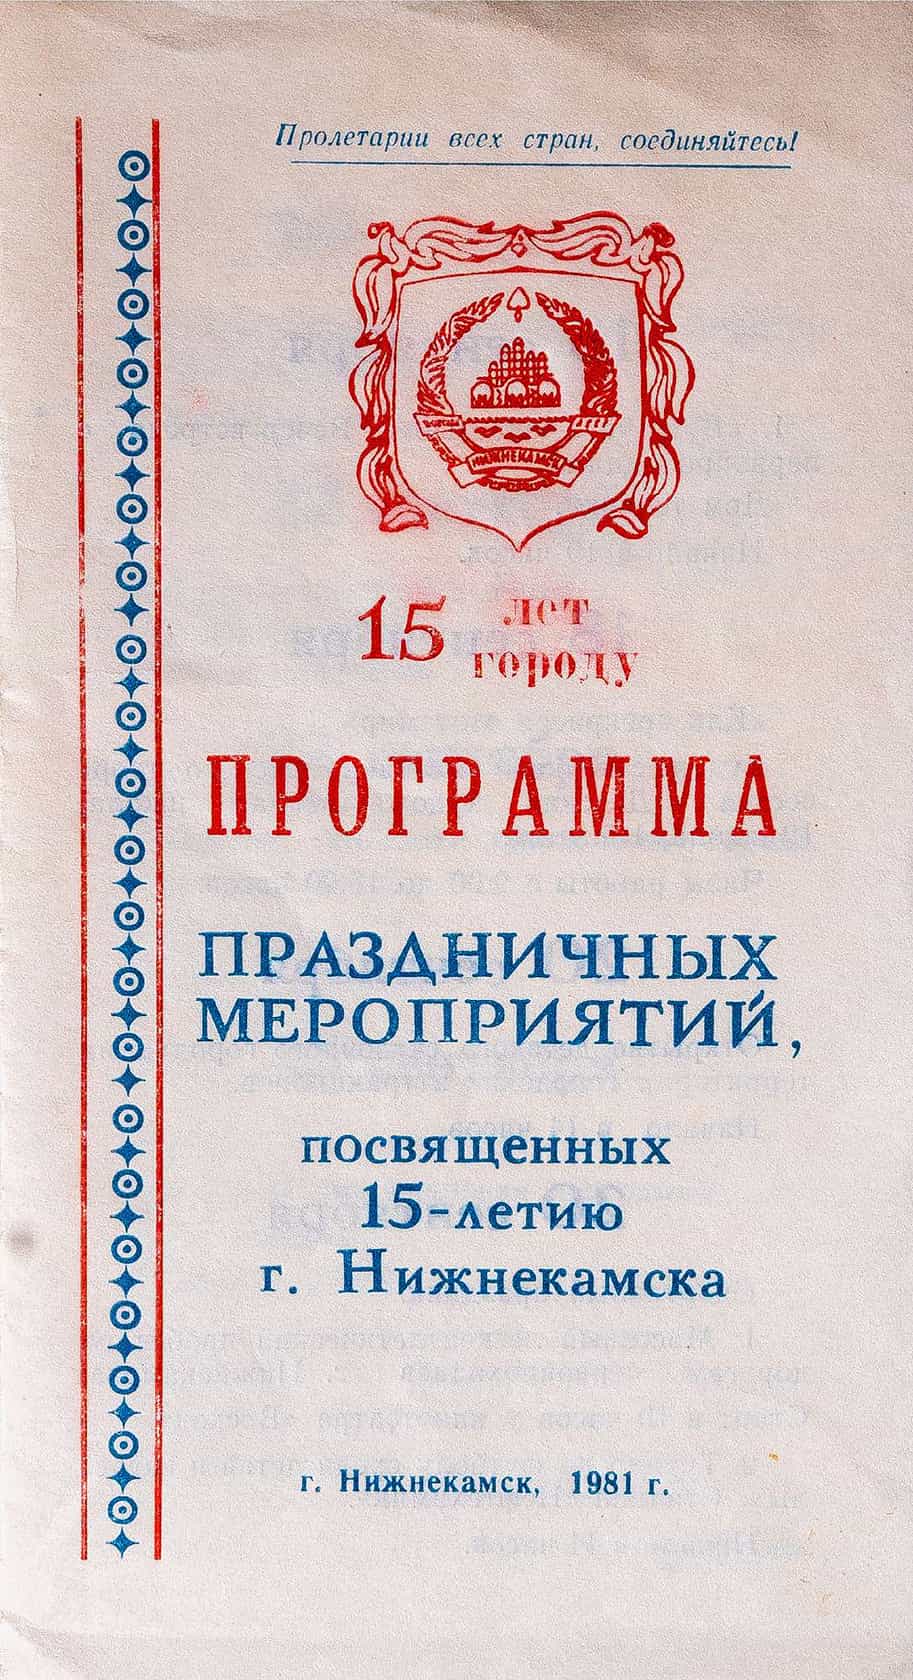 Пролетарии всех стран, соединяйтесь!
НИЖНЕКАМСК
15 лет
городу
ПРОГРАММА
ПРАЗДНИЧНЫХ
МЕРОПРИЯТИЙ,
посвященных
15-летию
г. Нижнекамска
г. Нижнекамск, 1981 г.